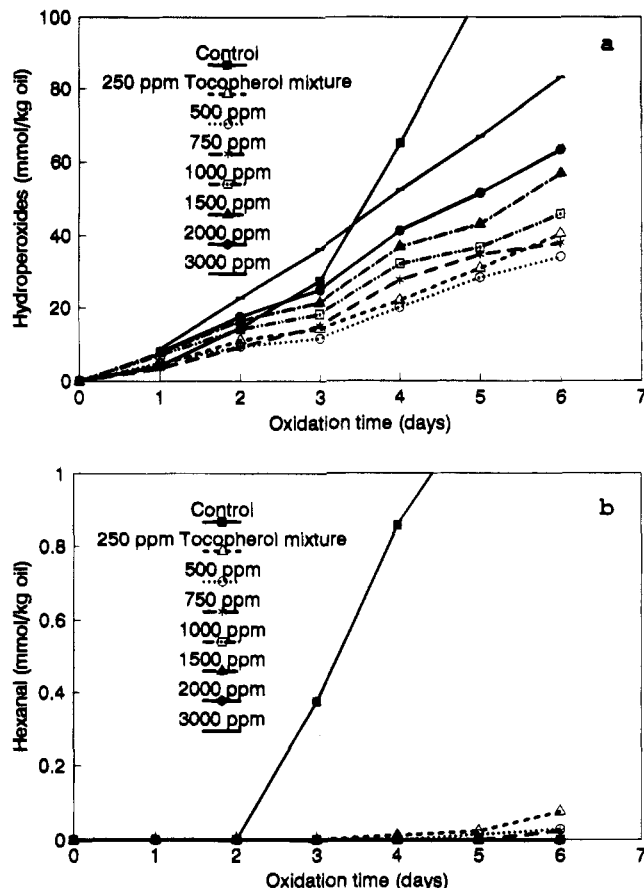 a
100
80
60
40
20
0
Hydroperoxides (mmol/kg oil)
Control
250 ppm Tocopherol mixture
500 ppm
750 ppm
1000 ppm
1500 ppm
2000 ppm
3000 ppm
0 1 2 3 4 5 6 7
Oxidation time (days)
b
1
0.8
0.6
0.4
0.2
0
Hexanal (mmol/kg oil)
Control
250 ppm Tocopherol mixture
500 ppm
750 ppm
1000 ppm
1500 ppm
2000 ppm
3000 ppm
0 1 2 3 4 5 6 7
Oxidation time (days)